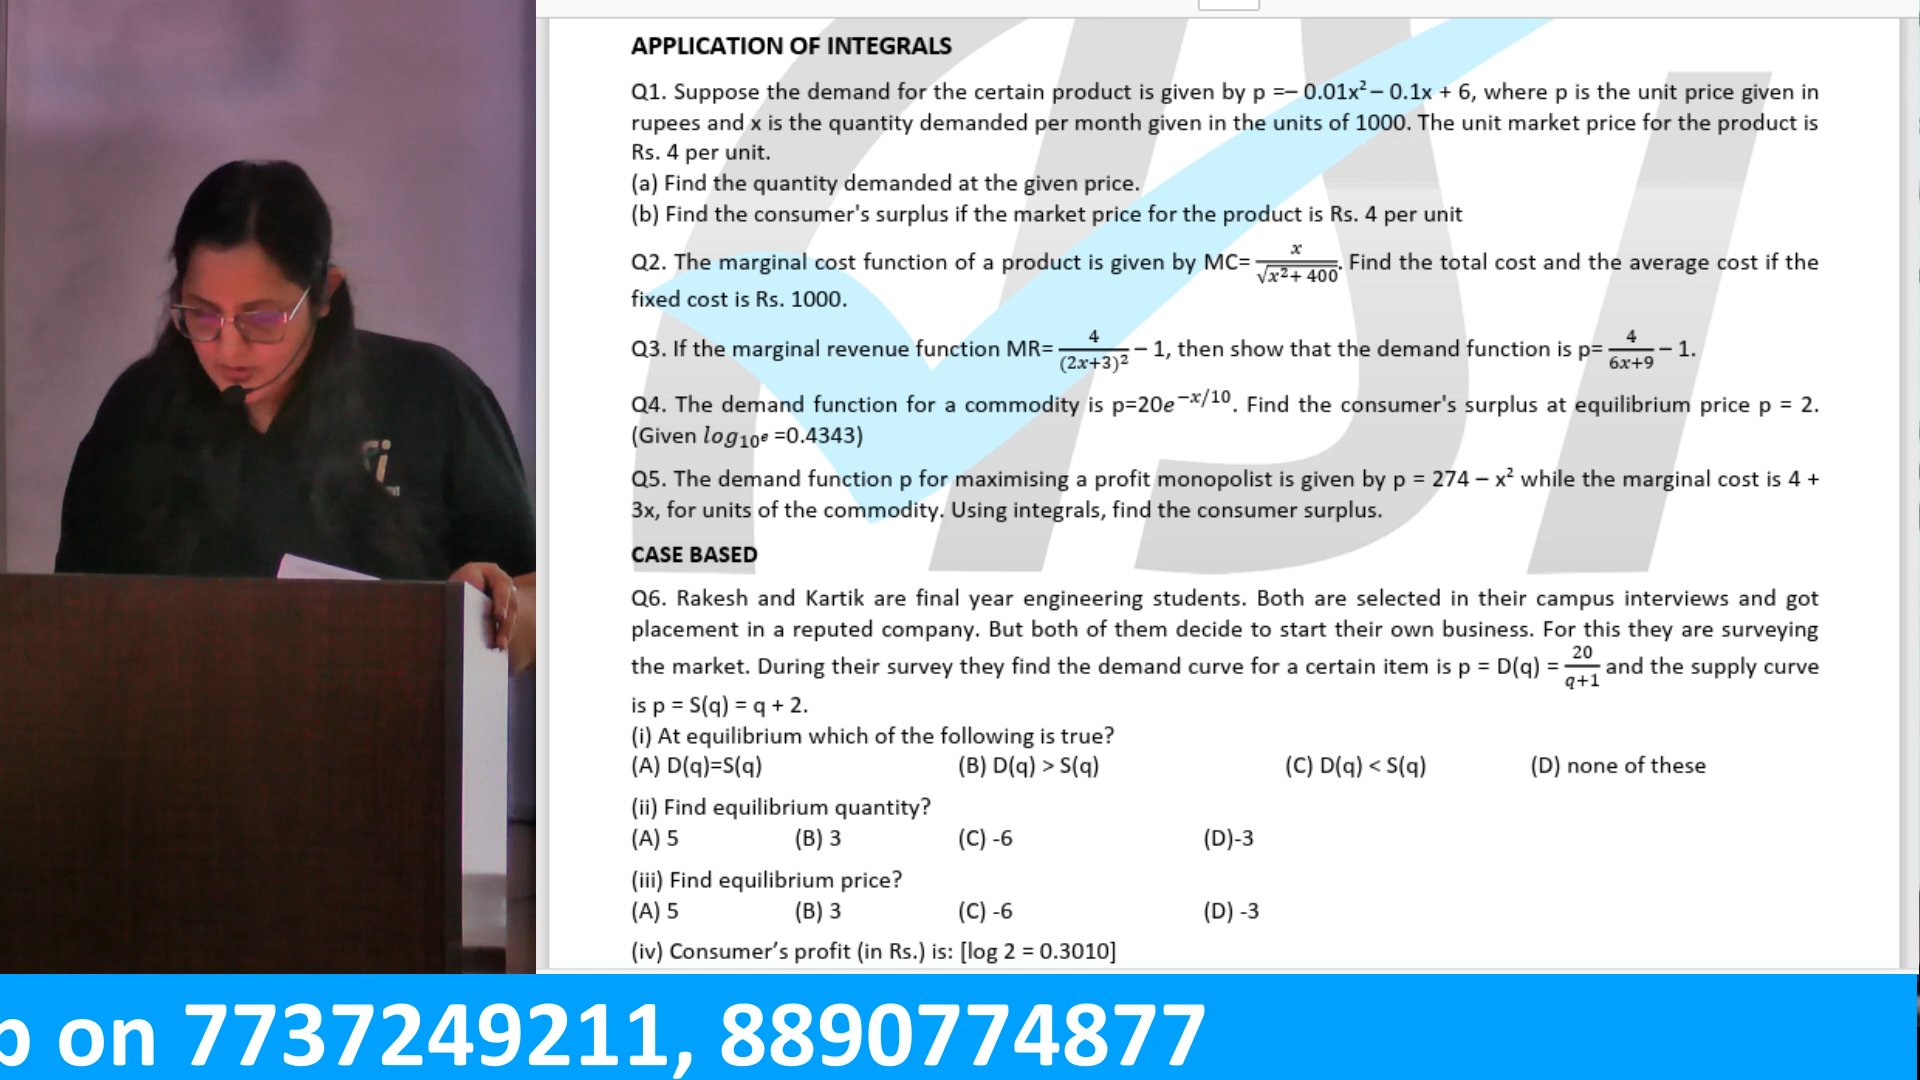 APPLICATION OF INTEGRALS
Q1. Suppose the demand for the certain product is given by p =– 0.01x² – 0.1x + 6, where p is the unit price given in
rupees and x is the quantity demanded per month given in the units of 1000. The unit market price for the product is
Rs. 4 per unit.
(a) Find the quantity demanded at the given price.
(b) Find the consumer's surplus if the market price for the product is Rs. 4 per unit
Q2. The marginal cost function of a product is given by MC= x/√(x²+ 400). Find the total cost and the average cost if the
fixed cost is Rs. 1000.
Q3. If the marginal revenue function MR= 4/(2x+3)² – 1, then show that the demand function is p= 4/(6x+9) – 1.
Q4. The demand function for a commodity is p=20e^(−x/10). Find the consumer's surplus at equilibrium price p = 2.
(Given log₁₀e =0.4343)
Q5. The demand function p for maximising a profit monopolist is given by p = 274 – x² while the marginal cost is 4 +
3x, for units of the commodity. Using integrals, find the consumer surplus.
CASE BASED
Q6. Rakesh and Kartik are final year engineering students. Both are selected in their campus interviews and got
placement in a reputed company. But both of them decide to start their own business. For this they are surveying
the market. During their survey they find the demand curve for a certain item is p = D(q) = 20/(q+1) and the supply curve
is p = S(q) = q + 2.
(i) At equilibrium which of the following is true?
(A) D(q)=S(q) (B) D(q) > S(q) (C) D(q) < S(q) (D) none of these
(ii) Find equilibrium quantity?
(A) 5 (B) 3 (C) -6 (D)-3
(iii) Find equilibrium price?
(A) 5 (B) 3 (C) -6 (D) -3
(iv) Consumer’s profit (in Rs.) is: [log 2 = 0.3010]
on 7737249211, 8890774877